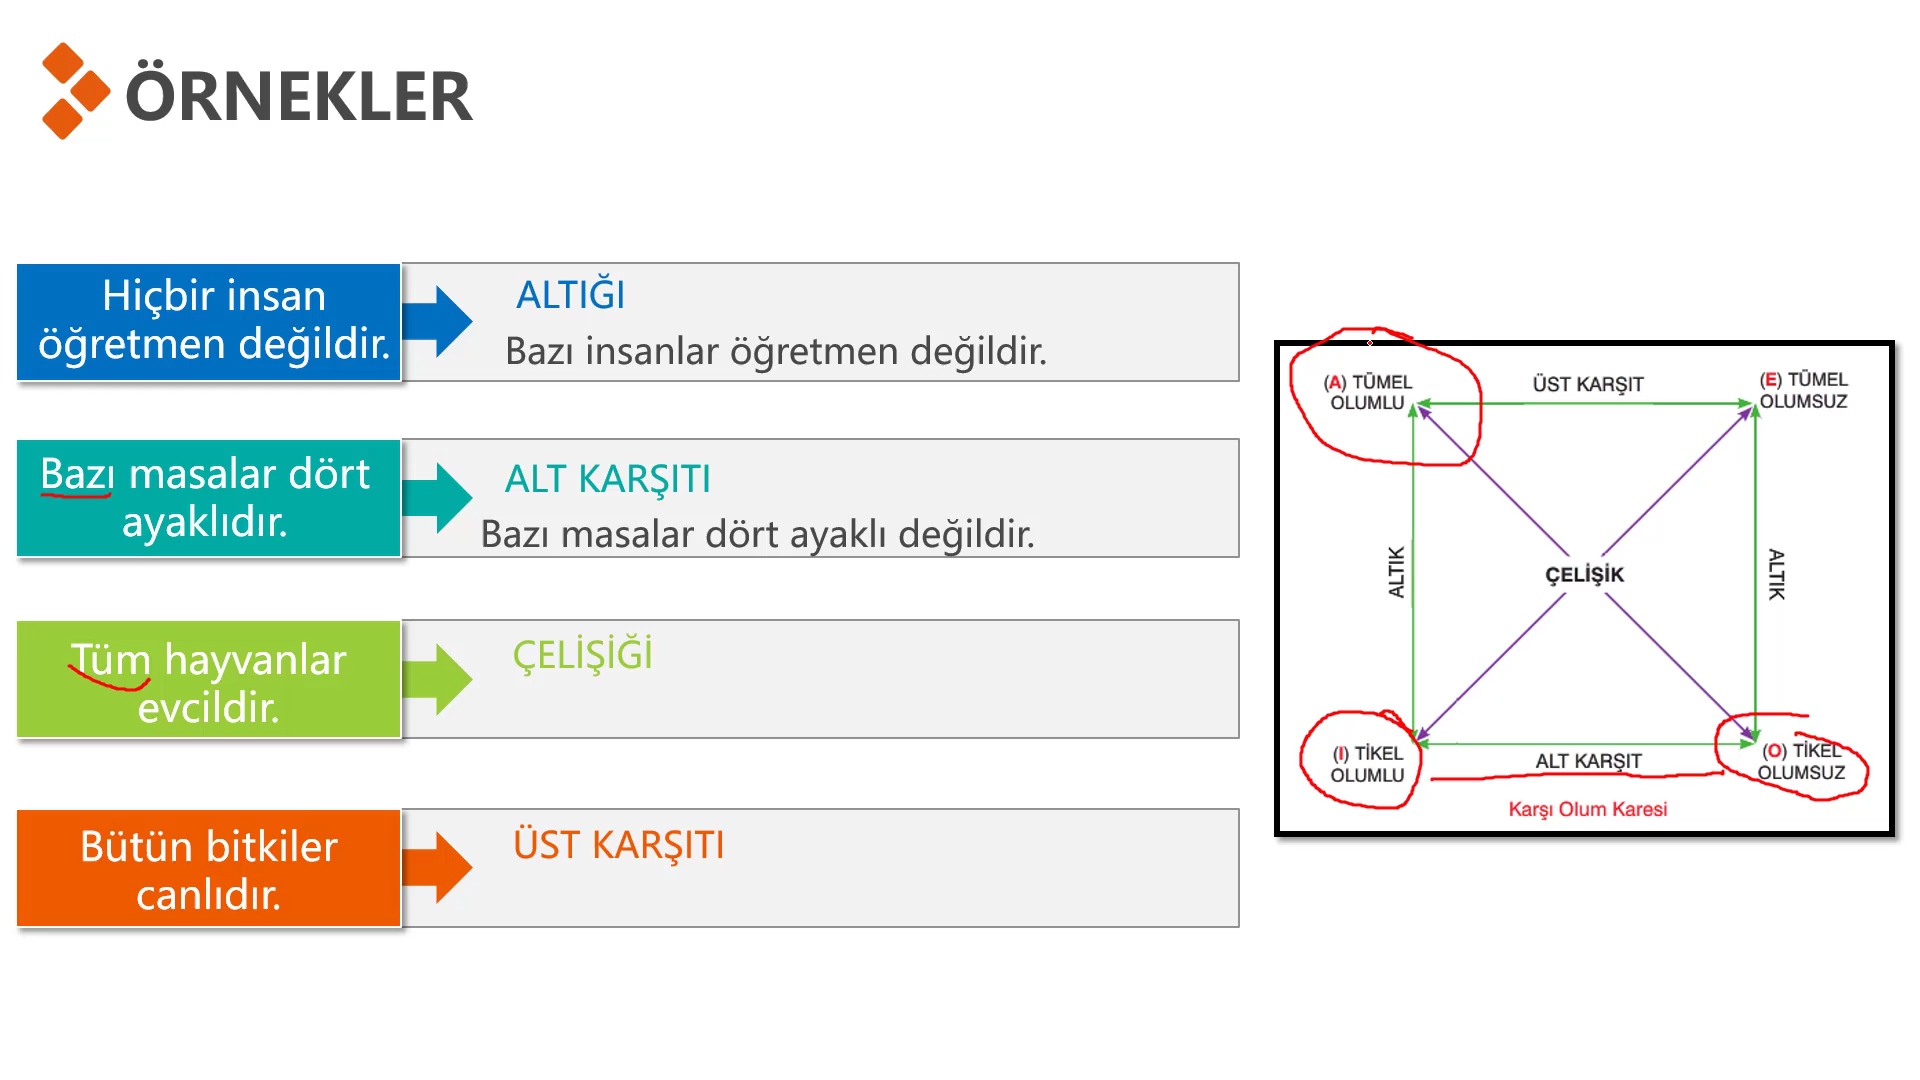 ÖRNEKLER
Hiçbir insan
öğretmen değildir.
ALTIĞI
Bazı insanlar öğretmen değildir.
Bazı masalar dört
ayaklıdır.
ALT KARŞITI
Bazı masalar dört ayaklı değildir.
Tüm hayvanlar
evcildir.
ÇELİŞİĞİ
Bütün bitkiler
canlıdır.
ÜST KARŞITI
(A) TÜMEL
OLUMLU
ÜST KARŞIT
(E) TÜMEL
OLUMSUZ
ALTIK
ÇELİŞİK
ALTIK
(I) TİKEL
OLUMLU
ALT KARŞIT
(O) TİKEL
OLUMSUZ
Karşı Olum Karesi